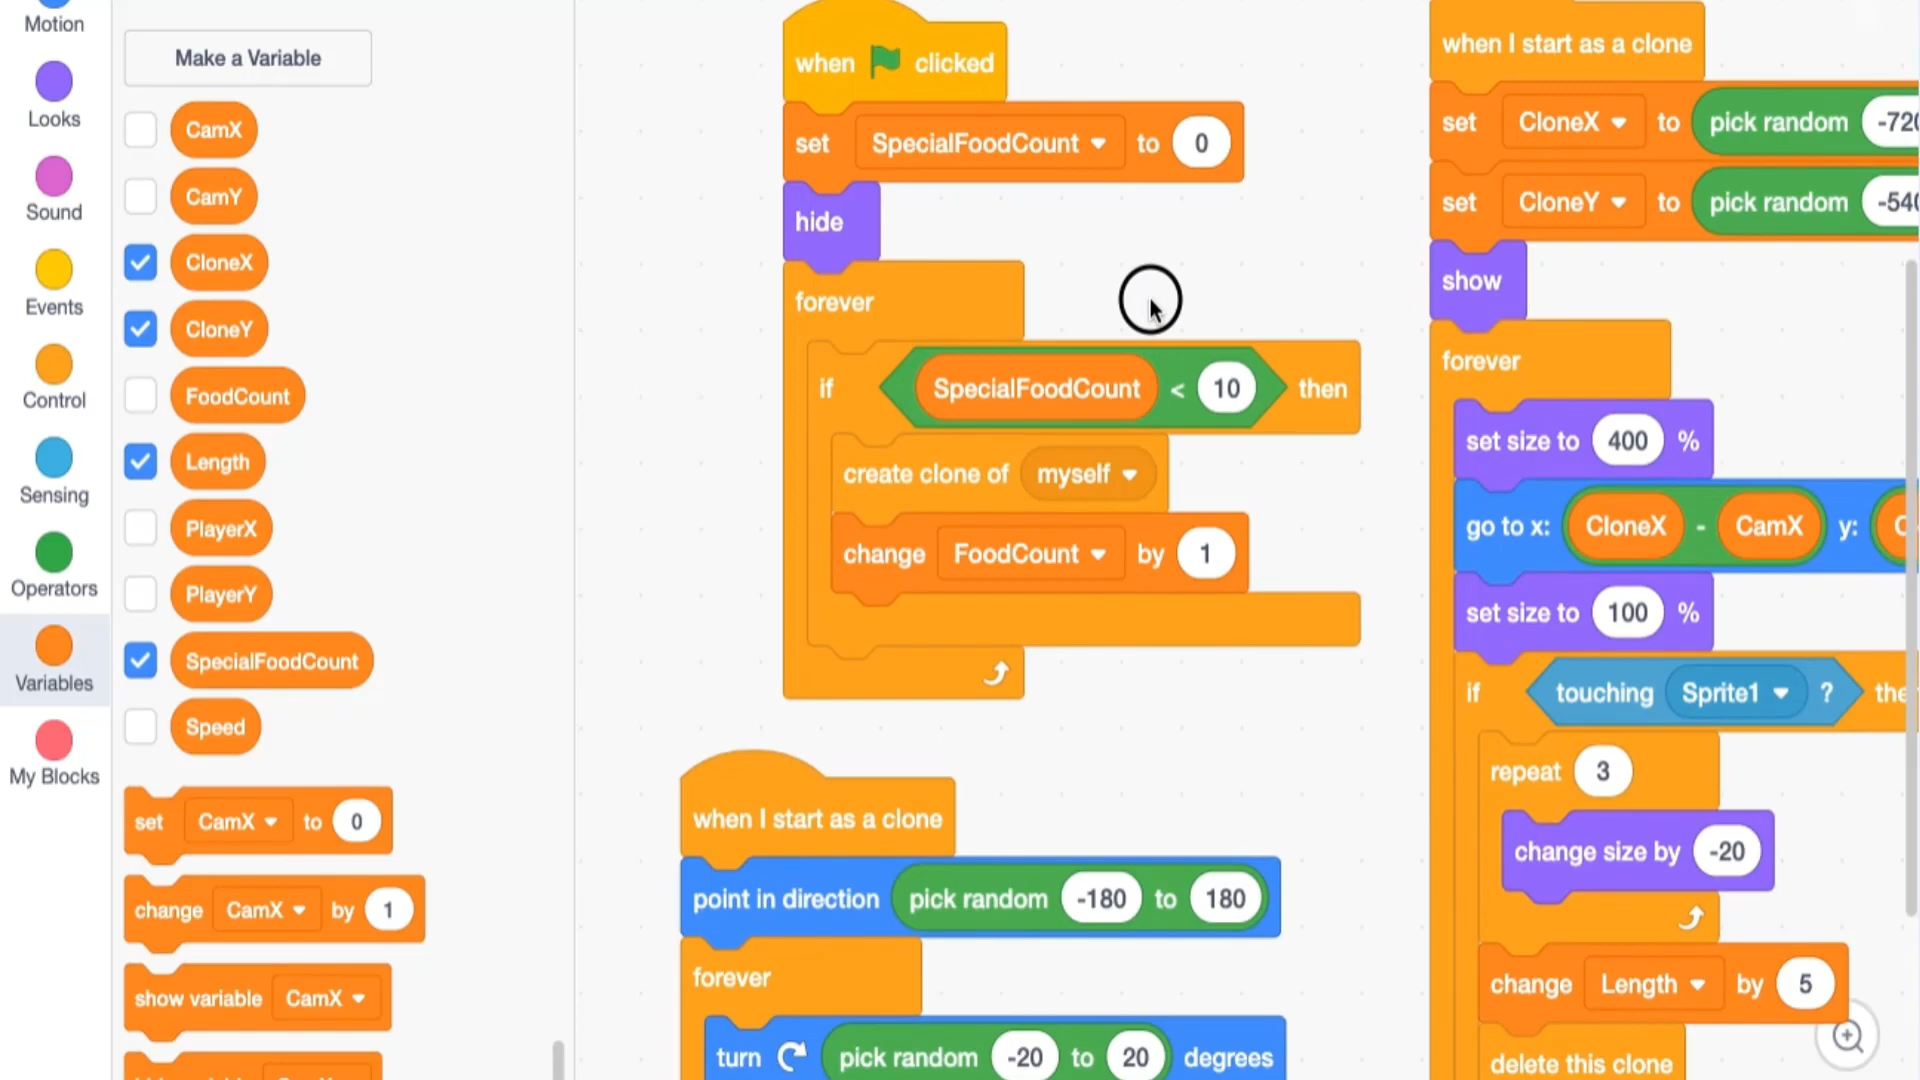 Motion
Looks
Sound
Events
Control
Sensing
Operators
Variables
My Blocks
Make a Variable
CamX
CamY
CloneX
CloneY
FoodCount
Length
PlayerX
PlayerY
SpecialFoodCount
Speed
set CamX to 0
change CamX by 1
show variable CamX
when clicked
set SpecialFoodCount to 0
hide
forever
if SpecialFoodCount < 10 then
create clone of myself
change FoodCount by 1
when I start as a clone
point in direction pick random -180 to 180
forever
turn pick random -20 to 20 degrees
when I start as a clone
set CloneX to pick random -720
set CloneY to pick random -540
show
forever
set size to 400 %
go to x: CloneX - CamX y:
set size to 100 %
if touching Sprite1 ?
repeat 3
change size by -20
change Length by 5
delete this clone